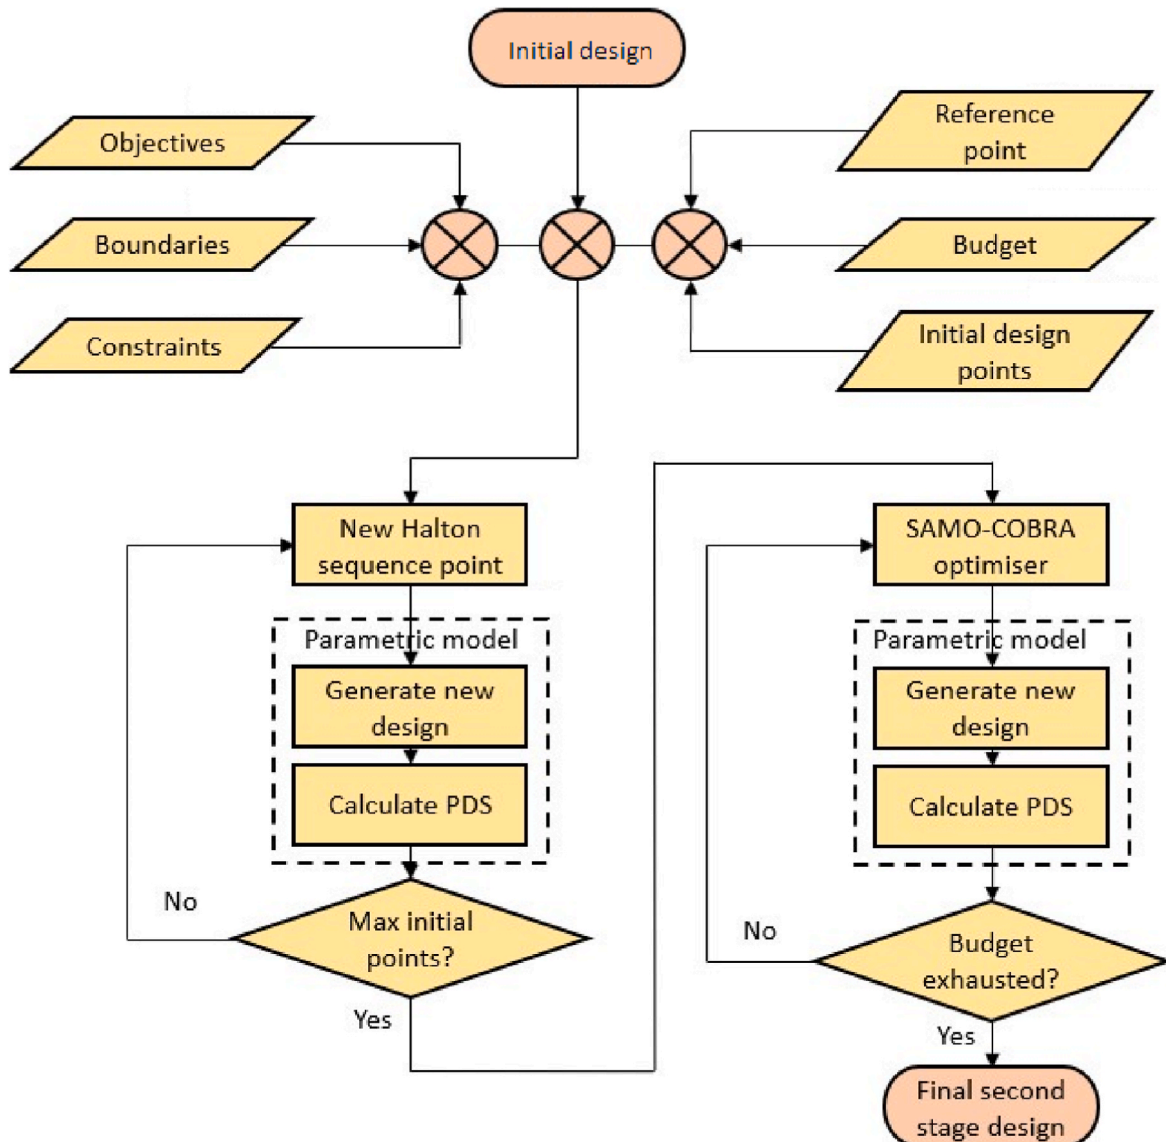 Initial design
Objectives
Reference
point
Boundaries
Budget
Constraints
Initial design
points
New Halton
sequence point
Parametric model
Generate new
design
Calculate PDS
No
Max initial
points?
Yes
SAMO-COBRA
optimiser
Parametric model
Generate new
design
Calculate PDS
No
Budget
exhausted?
Yes
Final second
stage design